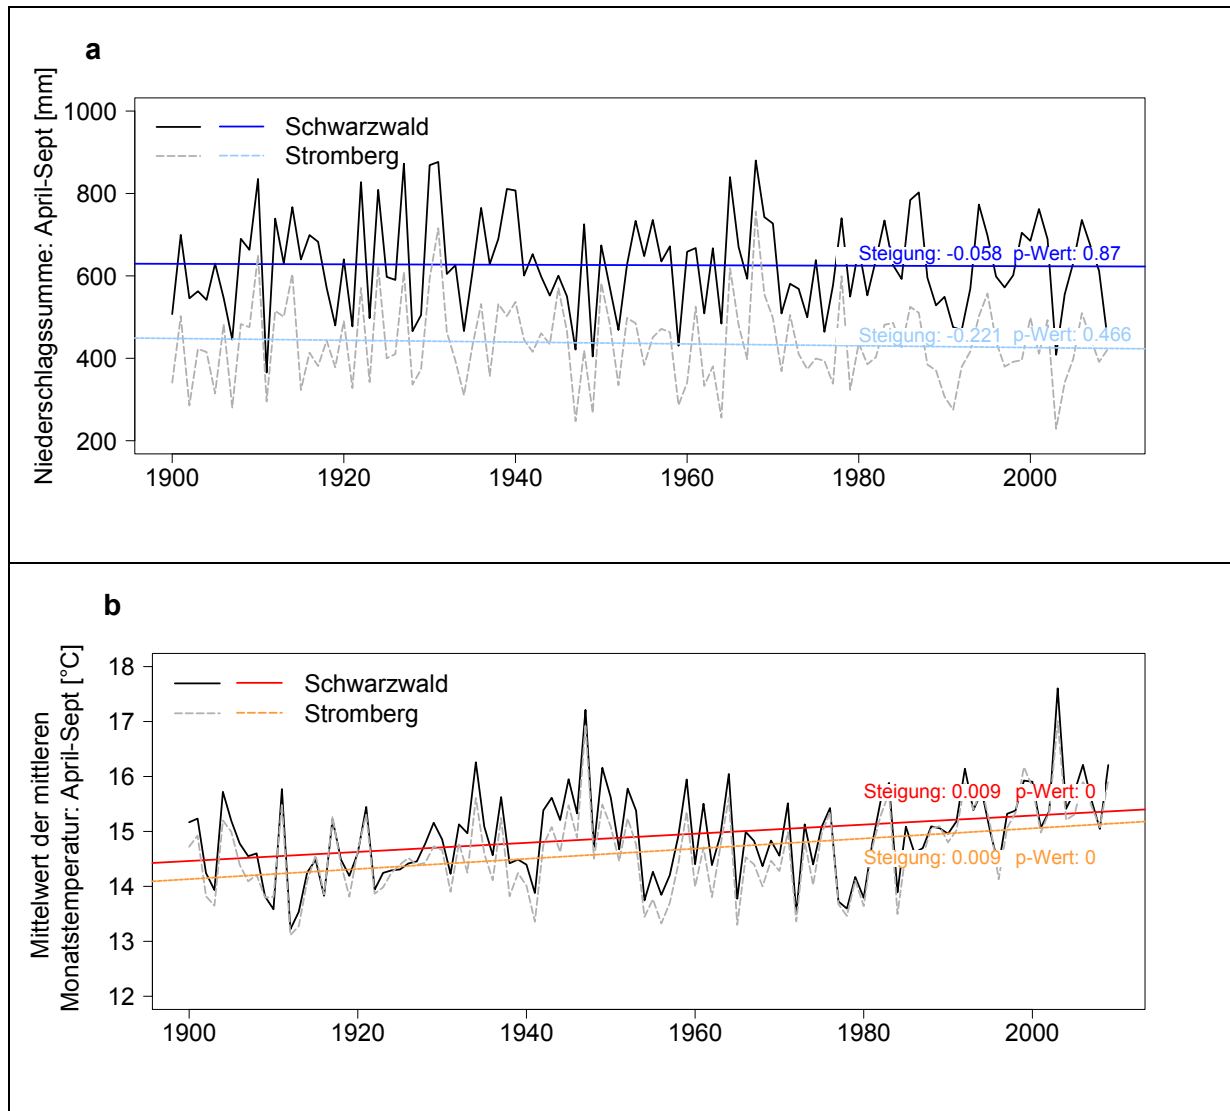 a
Niederschlagssumme: April-Sept [mm]
1000
800
600
400
200
Schwarzwald
Stromberg
Steigung: -0.058 p-Wert: 0.87
Steigung: -0.221 p-Wert: 0.466
1900 1920 1940 1960 1980 2000
b
Mittelwert der mittleren
Monatstemperatur: April-Sept [°C]
18
17
16
15
14
13
12
Schwarzwald
Stromberg
Steigung: 0.009 p-Wert: 0
Steigung: 0.009 p-Wert: 0
1900 1920 1940 1960 1980 2000